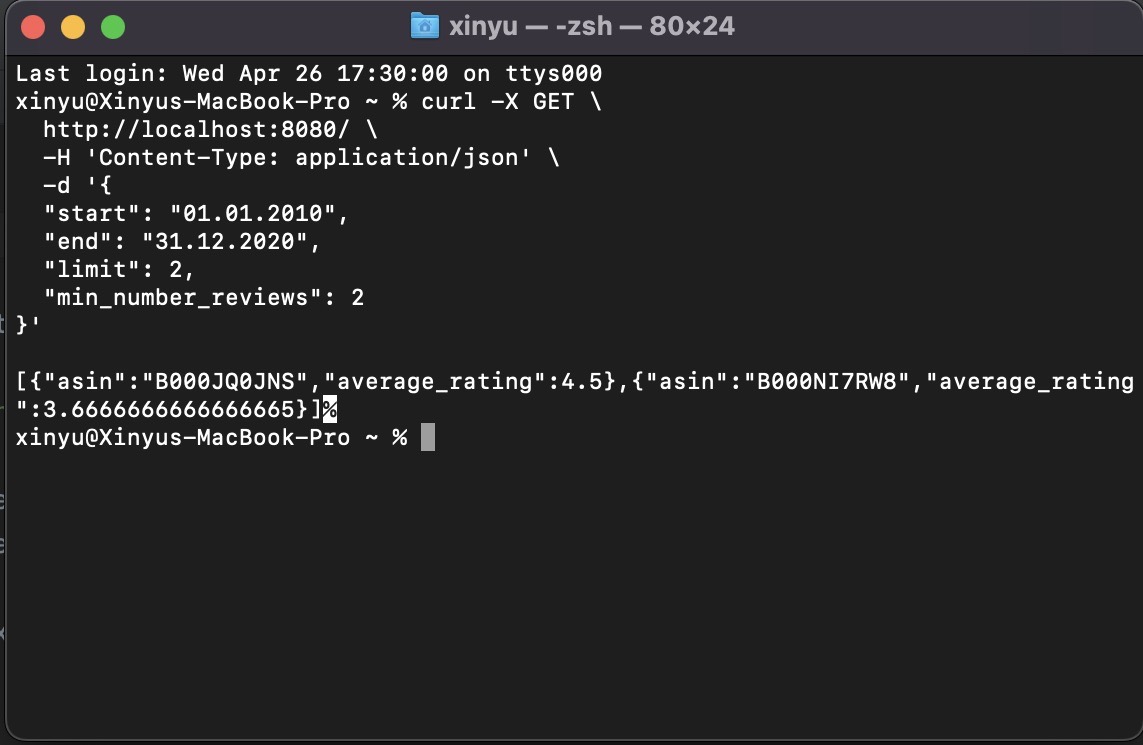 xinyu — -zsh — 80×24
Last login: Wed Apr 26 17:30:00 on ttys000
xinyu@Xinyus-MacBook-Pro ~ % curl -X GET \
  http://localhost:8080/ \
  -H 'Content-Type: application/json' \
  -d '{
  "start": "01.01.2010",
  "end": "31.12.2020",
  "limit": 2,
  "min_number_reviews": 2
}'
[{"asin":"B000JQ0JNS","average_rating":4.5},{"asin":"B000NI7RW8","average_rating
":3.6666666666666665}]%
xinyu@Xinyus-MacBook-Pro ~ %